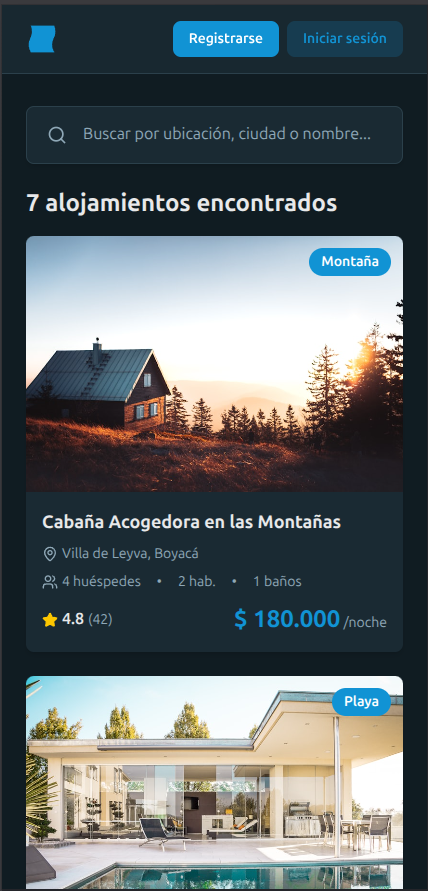 Registrarse
Iniciar sesión
Buscar por ubicación, ciudad o nombre...
7 alojamientos encontrados
Montaña
Cabaña Acogedora en las Montañas
Villa de Leyva, Boyacá
4 huéspedes • 2 hab. • 1 baños
4.8 (42) $ 180.000 /noche
Playa